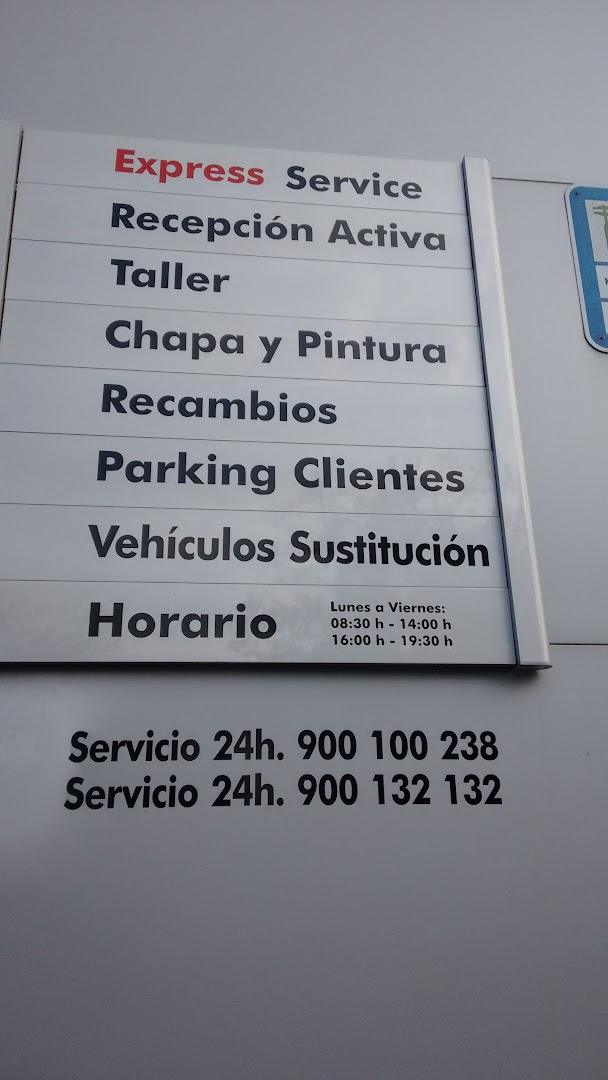 Express Service
Recepción Activa
Taller
Chapa y Pintura
Recambios
Parking Clientes
Vehículos Sustitución
Horario
Lunes a Viernes:
08:30 h - 14:00 h
16:00 h - 19:30 h
Servicio 24h. 900 100 238
Servicio 24h. 900 132 132